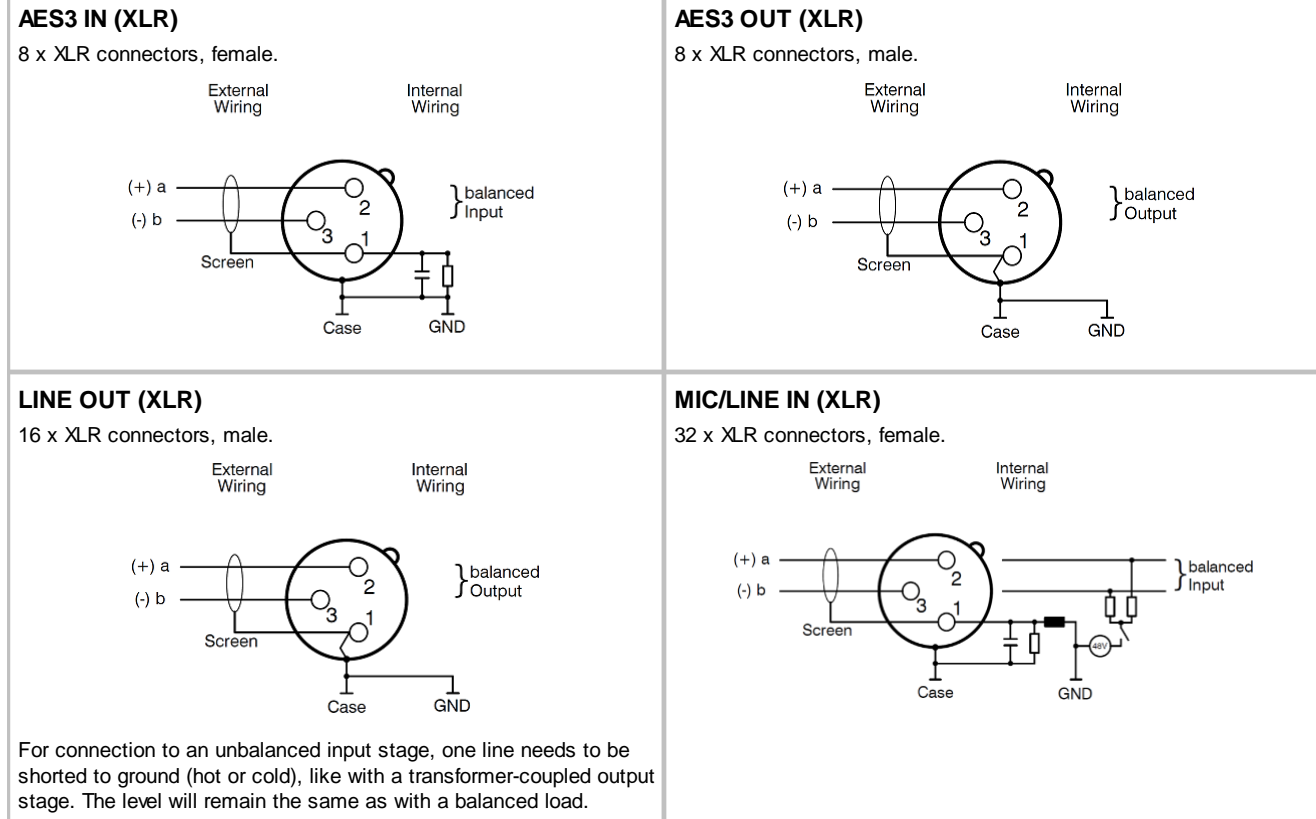 AES3 IN (XLR)
8 x XLR connectors, female.
External
Wiring
Internal
Wiring
(+) a
(-) b
2
3
1
balanced
Input
Screen
Case
GND
AES3 OUT (XLR)
8 x XLR connectors, male.
External
Wiring
Internal
Wiring
(+) a
(-) b
2
3
1
balanced
Output
Screen
Case
GND
LINE OUT (XLR)
16 x XLR connectors, male.
External
Wiring
Internal
Wiring
(+) a
(-) b
2
3
1
balanced
Output
Screen
Case
GND
For connection to an unbalanced input stage, one line needs to be
shorted to ground (hot or cold), like with a transformer-coupled output
stage. The level will remain the same as with a balanced load.
MIC/LINE IN (XLR)
32 x XLR connectors, female.
External
Wiring
Internal
Wiring
(+) a
(-) b
2
3
1
balanced
Input
Screen
48V
Case
GND